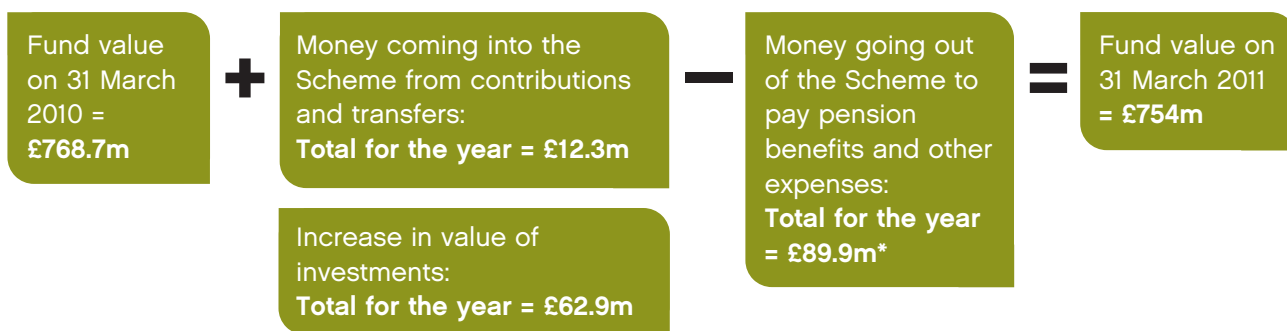 Fund value
on 31 March
2010 =
£768.7m
+
Money coming into the
Scheme from contributions
and transfers:
Total for the year = £12.3m
Increase in value of
investments:
Total for the year = £62.9m
—
Money going out
of the Scheme to
pay pension
benefits and other
expenses:
Total for the year
= £89.9m*
=
Fund value on
31 March 2011
= £754m